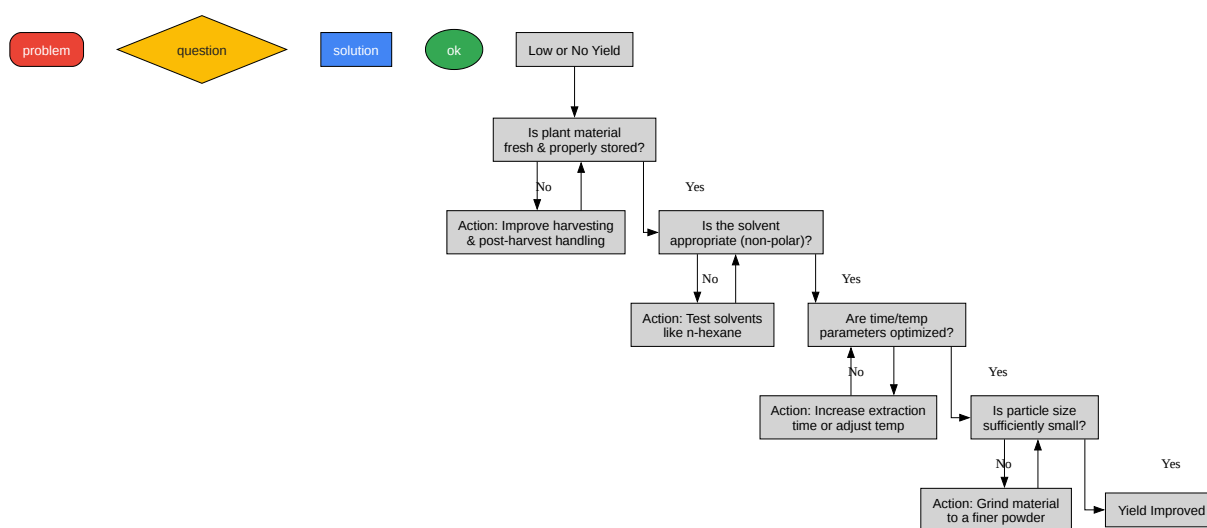 problem
question
solution
ok
Low or No Yield
Is plant material
fresh & properly stored?
No
Yes
Action: Improve harvesting
& post-harvest handling
Is the solvent
appropriate (non-polar)?
No
Yes
Action: Test solvents
like n-hexane
Are time/temp
parameters optimized?
No
Yes
Action: Increase extraction
time or adjust temp
Is particle size
sufficiently small?
No
Yes
Action: Grind material
to a finer powder
Yield Improved